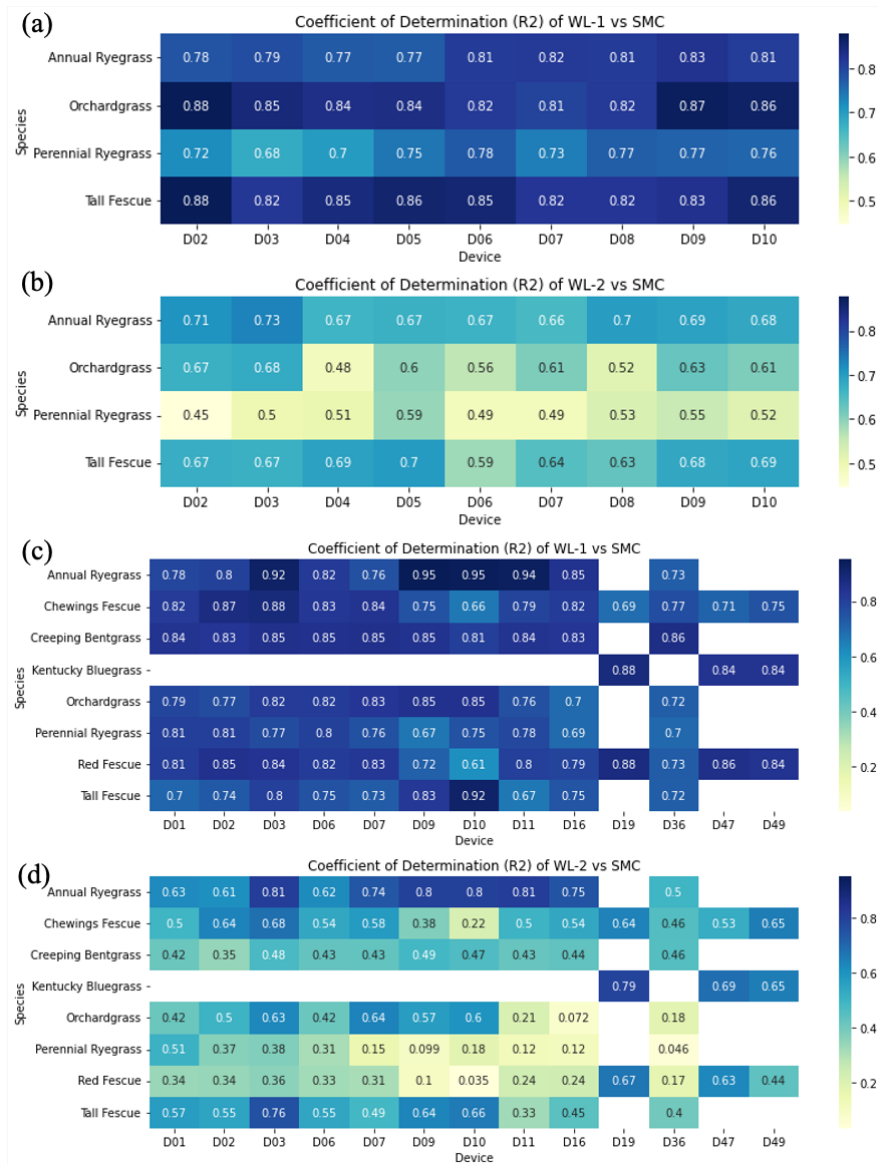 (a)
Coefficient of Determination (R2) of WL-1 vs SMC
Species
Annual Ryegrass 0.78 0.79 0.77 0.77 0.81 0.82 0.81 0.83 0.81
Orchardgrass 0.88 0.85 0.84 0.84 0.82 0.81 0.82 0.87 0.86
Perennial Ryegrass 0.72 0.68 0.7 0.75 0.78 0.73 0.77 0.77 0.76
Tall Fescue 0.88 0.82 0.85 0.86 0.85 0.82 0.82 0.83 0.86
D02 D03 D04 D05 D06 D07 D08 D09 D10
Device
0.8
0.7
0.6
0.5
(b)
Coefficient of Determination (R2) of WL-2 vs SMC
Species
Annual Ryegrass 0.71 0.73 0.67 0.67 0.67 0.66 0.7 0.69 0.68
Orchardgrass 0.67 0.68 0.48 0.6 0.56 0.61 0.52 0.63 0.61
Perennial Ryegrass 0.45 0.5 0.51 0.59 0.49 0.49 0.53 0.55 0.52
Tall Fescue 0.67 0.67 0.69 0.7 0.59 0.64 0.63 0.68 0.69
D02 D03 D04 D05 D06 D07 D08 D09 D10
Device
0.8
0.7
0.6
0.5
(c)
Coefficient of Determination (R2) of WL-1 vs SMC
Species
Annual Ryegrass 0.78 0.8 0.92 0.82 0.76 0.95 0.95 0.94 0.85 0.73
Chewings Fescue 0.82 0.87 0.88 0.83 0.84 0.75 0.66 0.79 0.82 0.69 0.77 0.71 0.75
Creeping Bentgrass 0.84 0.83 0.85 0.85 0.85 0.85 0.81 0.84 0.83 0.86
Kentucky Bluegrass 0.88 0.84 0.84
Orchardgrass 0.79 0.77 0.82 0.82 0.83 0.85 0.85 0.76 0.7 0.72
Perennial Ryegrass 0.81 0.81 0.77 0.8 0.76 0.67 0.75 0.78 0.69 0.7
Red Fescue 0.81 0.85 0.84 0.82 0.83 0.72 0.61 0.8 0.79 0.88 0.73 0.86 0.84
Tall Fescue 0.7 0.74 0.8 0.75 0.73 0.83 0.92 0.67 0.75 0.72
D01 D02 D03 D06 D07 D09 D10 D11 D16 D19 D36 D47 D49
Device
0.8
0.6
0.4
0.2
(d)
Coefficient of Determination (R2) of WL-2 vs SMC
Species
Annual Ryegrass 0.63 0.61 0.81 0.62 0.74 0.8 0.8 0.81 0.75 0.5
Chewings Fescue 0.5 0.64 0.68 0.54 0.58 0.38 0.22 0.5 0.54 0.64 0.46 0.53 0.65
Creeping Bentgrass 0.42 0.35 0.48 0.43 0.43 0.49 0.47 0.43 0.44 0.46
Kentucky Bluegrass 0.79 0.69 0.65
Orchardgrass 0.42 0.5 0.63 0.42 0.64 0.57 0.6 0.21 0.072 0.18
Perennial Ryegrass 0.51 0.37 0.38 0.31 0.15 0.099 0.18 0.12 0.12 0.046
Red Fescue 0.34 0.34 0.36 0.33 0.31 0.1 0.035 0.24 0.24 0.67 0.17 0.63 0.44
Tall Fescue 0.57 0.55 0.76 0.55 0.49 0.64 0.66 0.33 0.45 0.4
D01 D02 D03 D06 D07 D09 D10 D11 D16 D19 D36 D47 D49
Device
0.8
0.6
0.4
0.2